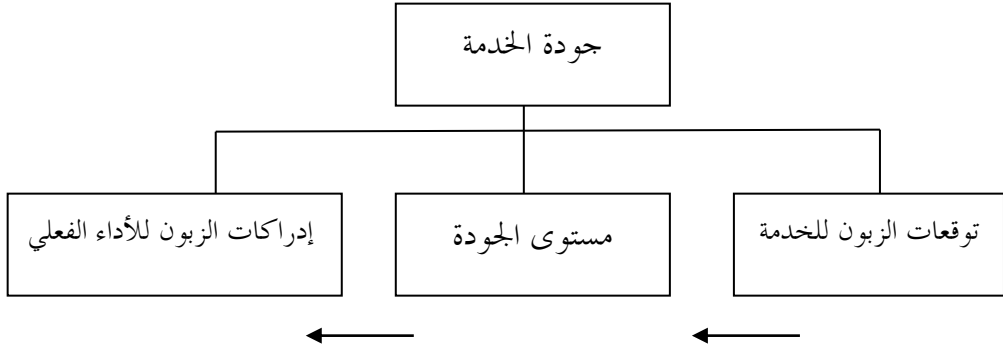 جودة الخدمة
توقعات الزبون للخدمة
مستوى الجودة
إدراكات الزبون للأداء الفعلي